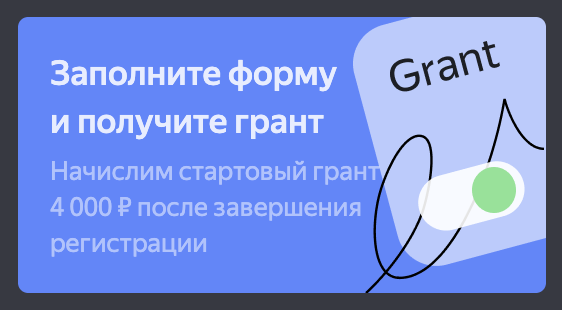 Заполните форму
и получите грант
Начислим стартовый грант
4 000 ₽ после завершения
регистрации
Grant